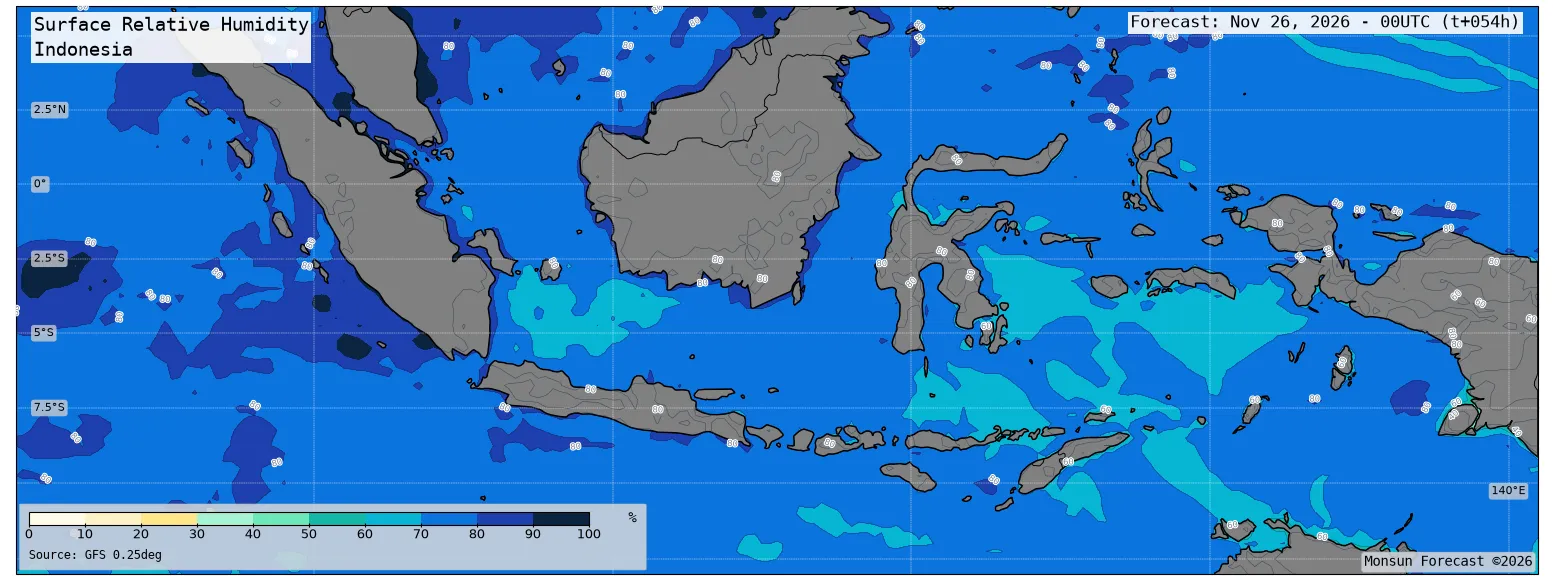 Surface Relative Humidity
Indonesia
Forecast: Nov 26, 2026 - 00UTC (t+054h)
2.5°N
0°
2.5°S
5°S
7.5°S
140°E
0 10 20 30 40 50 60 70 80 90 100
%
Source: GFS 0.25deg
Monsun Forecast ©2026